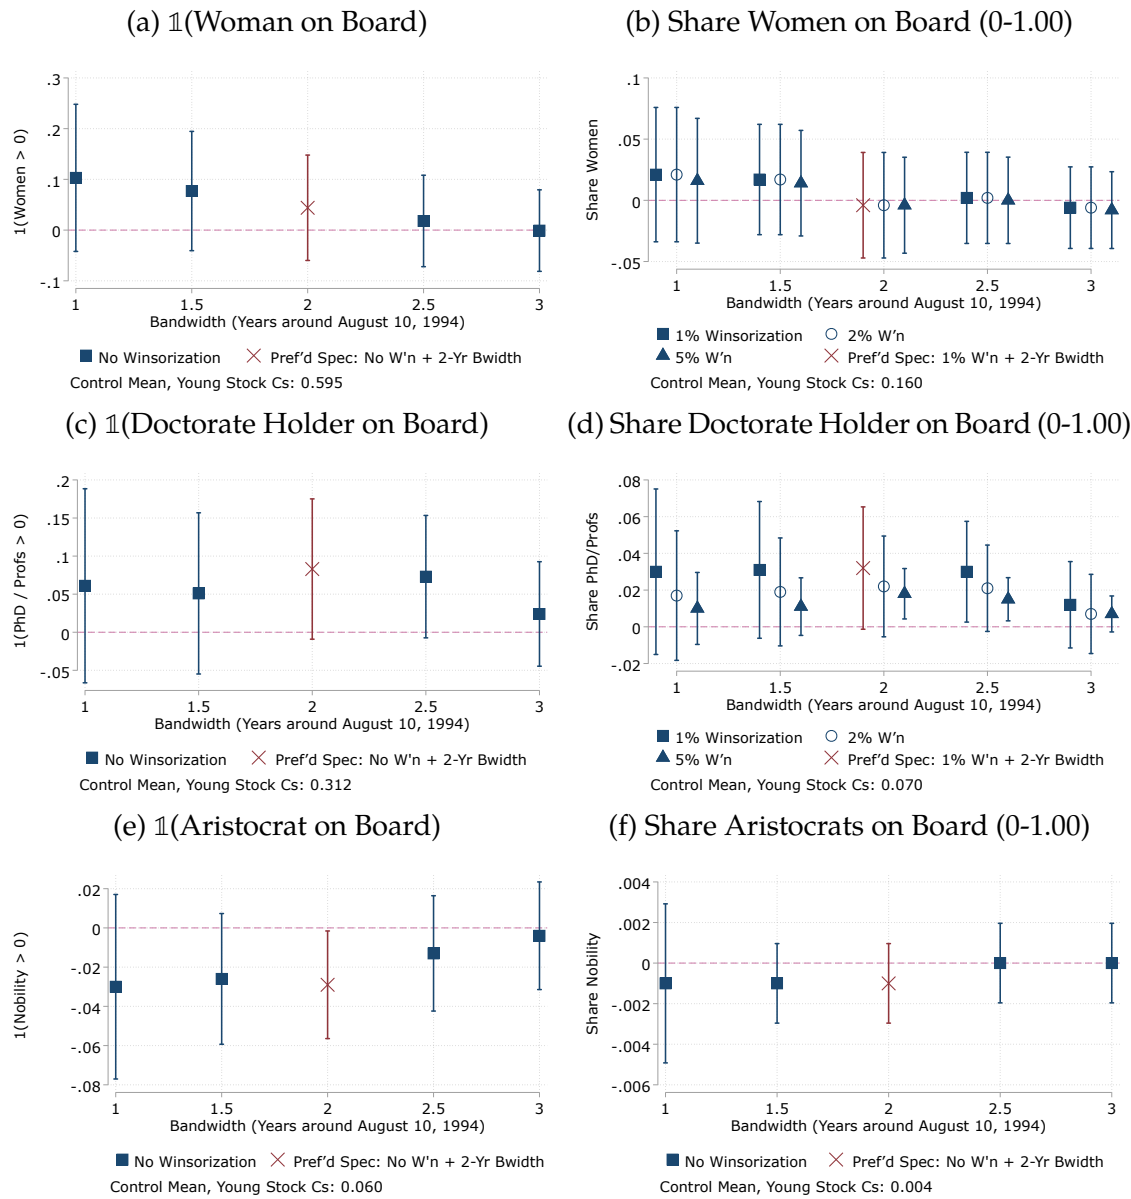 (a) 𝟙(Woman on Board)
(b) Share Women on Board (0-1.00)
1(Women > 0)
.3
.2
.1
0
-.1
1 1.5 2 2.5 3
Bandwidth (Years around August 10, 1994)
No Winsorization Pref'd Spec: No W'n + 2-Yr Bwidth
Control Mean, Young Stock Cs: 0.595
Share Women
.1
.05
0
-.05
1 1.5 2 2.5 3
Bandwidth (Years around August 10, 1994)
1% Winsorization 2% W'n
5% W'n Pref'd Spec: 1% W'n + 2-Yr Bwidth
Control Mean, Young Stock Cs: 0.160
(c) 𝟙(Doctorate Holder on Board)
(d) Share Doctorate Holder on Board (0-1.00)
1(PhD / Profs > 0)
.2
.15
.1
.05
0
-.05
1 1.5 2 2.5 3
Bandwidth (Years around August 10, 1994)
No Winsorization Pref'd Spec: No W'n + 2-Yr Bwidth
Control Mean, Young Stock Cs: 0.312
Share PhD/Profs
.08
.06
.04
.02
0
-.02
1 1.5 2 2.5 3
Bandwidth (Years around August 10, 1994)
1% Winsorization 2% W'n
5% W'n Pref'd Spec: 1% W'n + 2-Yr Bwidth
Control Mean, Young Stock Cs: 0.070
(e) 𝟙(Aristocrat on Board)
(f) Share Aristocrats on Board (0-1.00)
1(Nobility > 0)
.02
0
-.02
-.04
-.06
-.08
1 1.5 2 2.5 3
Bandwidth (Years around August 10, 1994)
No Winsorization Pref'd Spec: No W'n + 2-Yr Bwidth
Control Mean, Young Stock Cs: 0.060
Share Nobility
.004
.002
0
-.002
-.004
-.006
1 1.5 2 2.5 3
Bandwidth (Years around August 10, 1994)
No Winsorization Pref'd Spec: No W'n + 2-Yr Bwidth
Control Mean, Young Stock Cs: 0.004